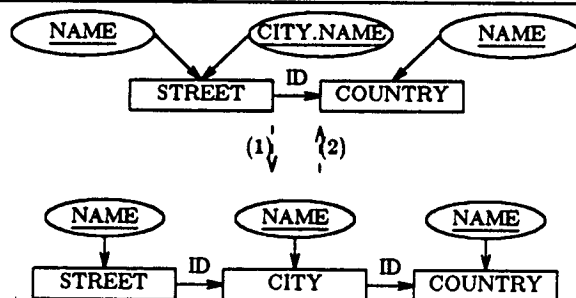 NAME CITY.NAME NAME
ID
STREET COUNTRY
(1) (2)
NAME NAME NAME
ID ID
STREET CITY COUNTRY